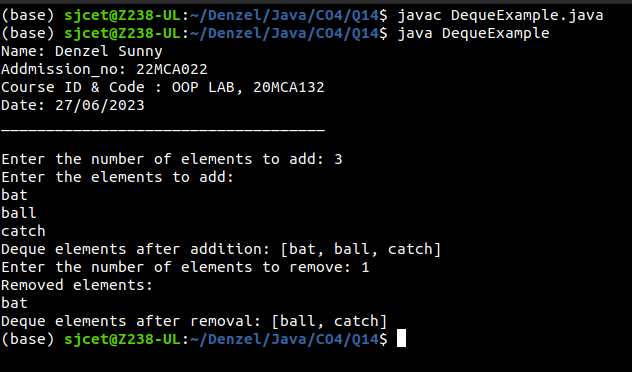 (base) sjcet@Z238-UL:~/Denzel/Java/CO4/Q14$ javac DequeExample.java
(base) sjcet@Z238-UL:~/Denzel/Java/CO4/Q14$ java DequeExample
Name: Denzel Sunny
Addmission_no: 22MCA022
Course ID & Code : OOP LAB, 20MCA132
Date: 27/06/2023
____________________________________
Enter the number of elements to add: 3
Enter the elements to add:
bat
ball
catch
Deque elements after addition: [bat, ball, catch]
Enter the number of elements to remove: 1
Removed elements:
bat
Deque elements after removal: [ball, catch]
(base) sjcet@Z238-UL:~/Denzel/Java/CO4/Q14$